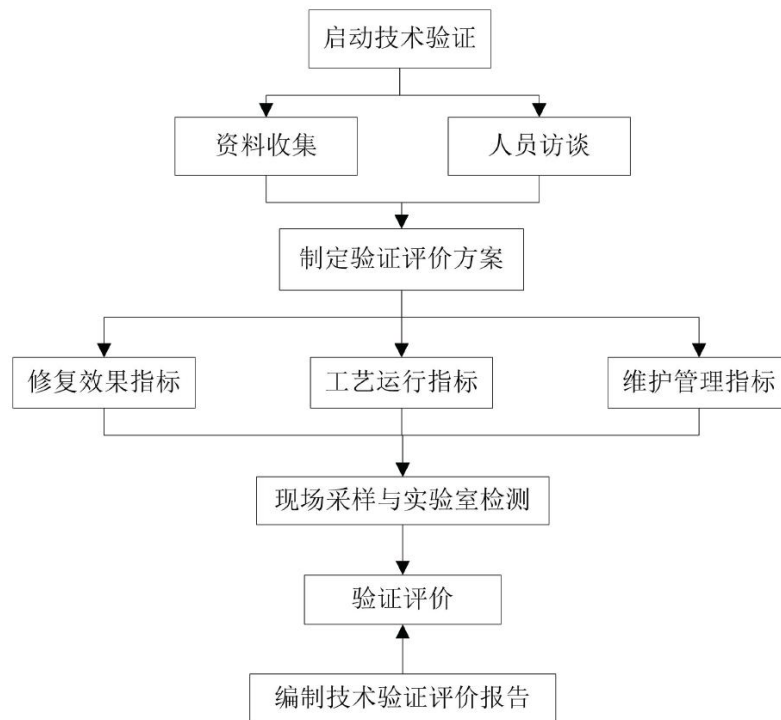 启动技术验证
资料收集
人员访谈
制定验证评价方案
修复效果指标
工艺运行指标
维护管理指标
现场采样与实验室检测
验证评价
编制技术验证评价报告